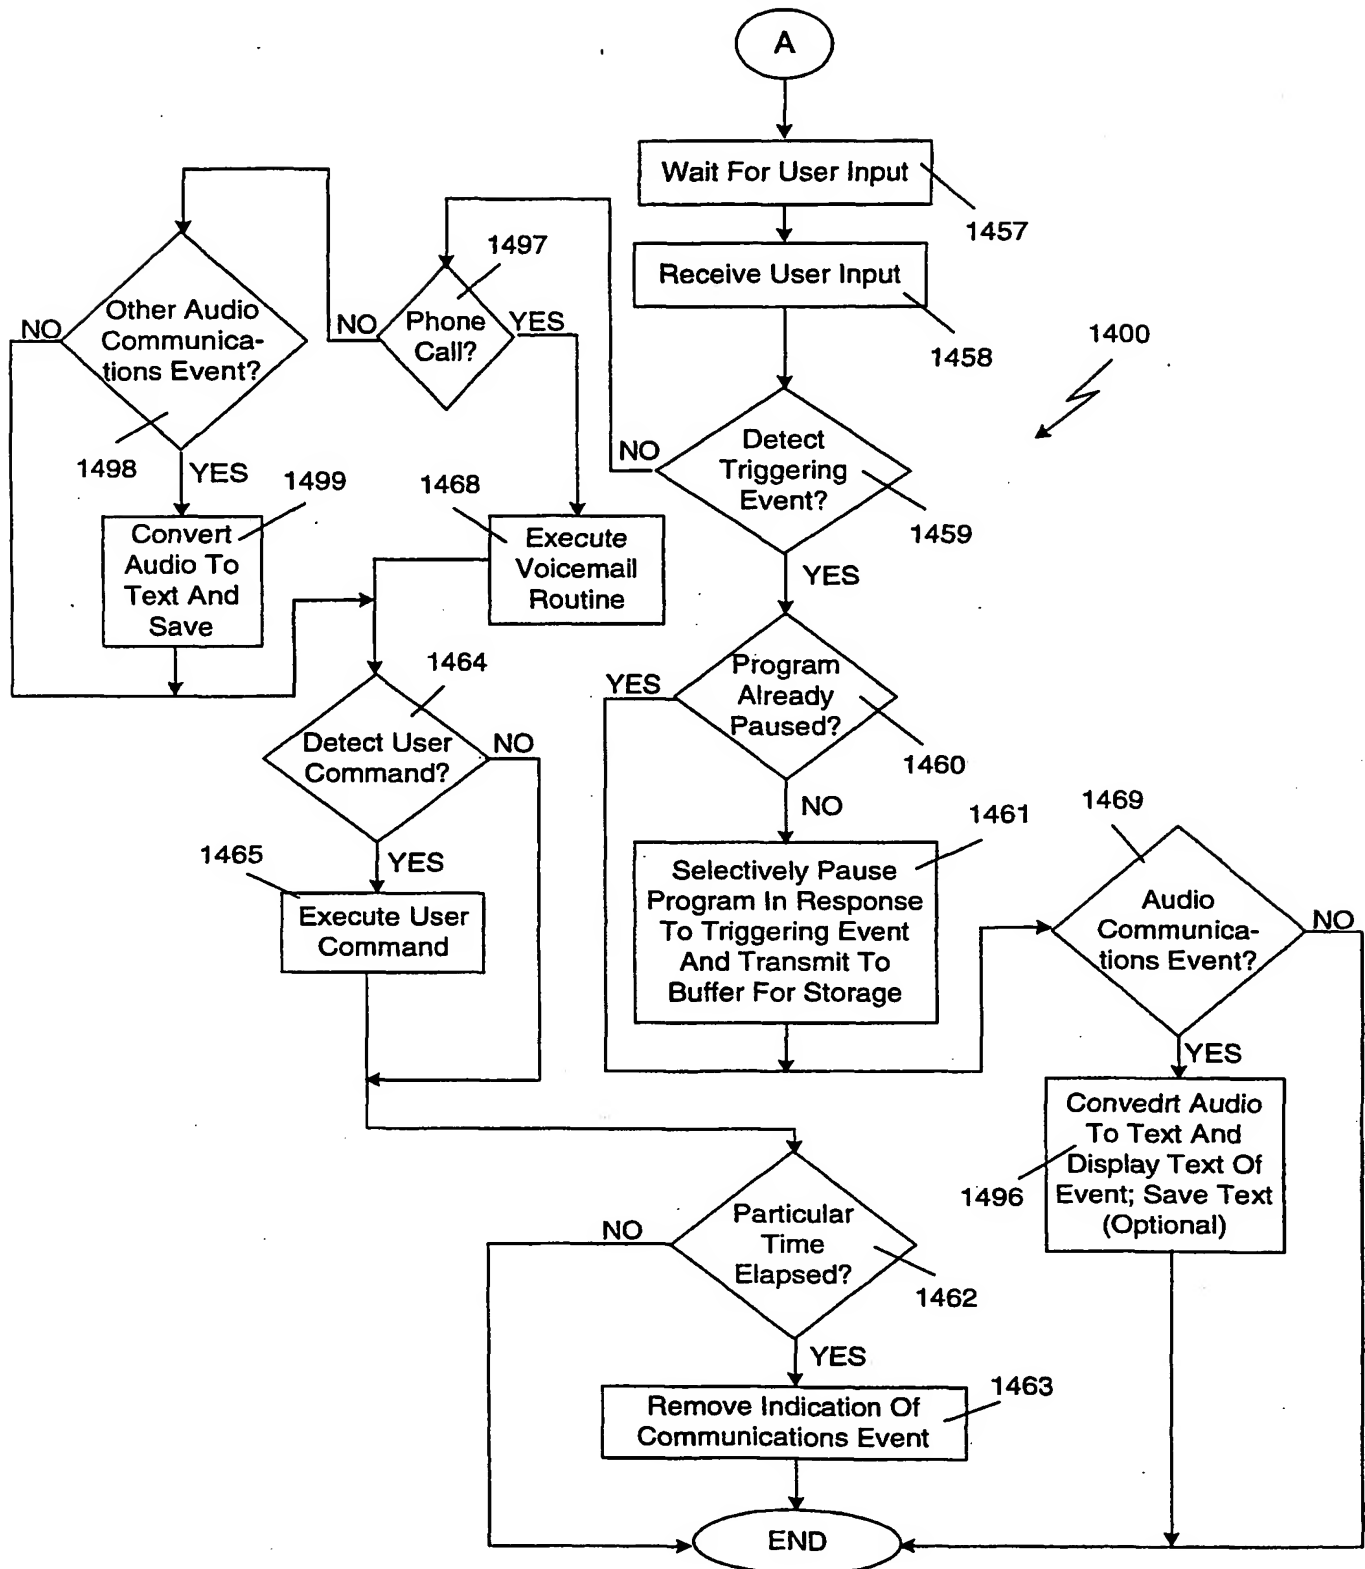 A
Wait For User Input
1457
Receive User Input
1458
1400
Detect
Triggering
Event?
1459
NO
YES
1497
Phone
Call?
NO
YES
Other Audio
Communica-
tions Event?
NO
1498
YES
1499
Convert
Audio To
Text And
Save
1468
Execute
Voicemail
Routine
Program
Already
Paused?
YES
1460
NO
1464
Detect User
Command?
NO
YES
1465
Execute User
Command
1461
Selectively Pause
Program In Response
To Triggering Event
And Transmit To
Buffer For Storage
1469
Audio
Communica-
tions Event?
NO
YES
Convedrt Audio
To Text And
Display Text Of
Event; Save Text
(Optional)
1496
Particular
Time
Elapsed?
NO
1462
YES
1463
Remove Indication Of
Communications Event
END